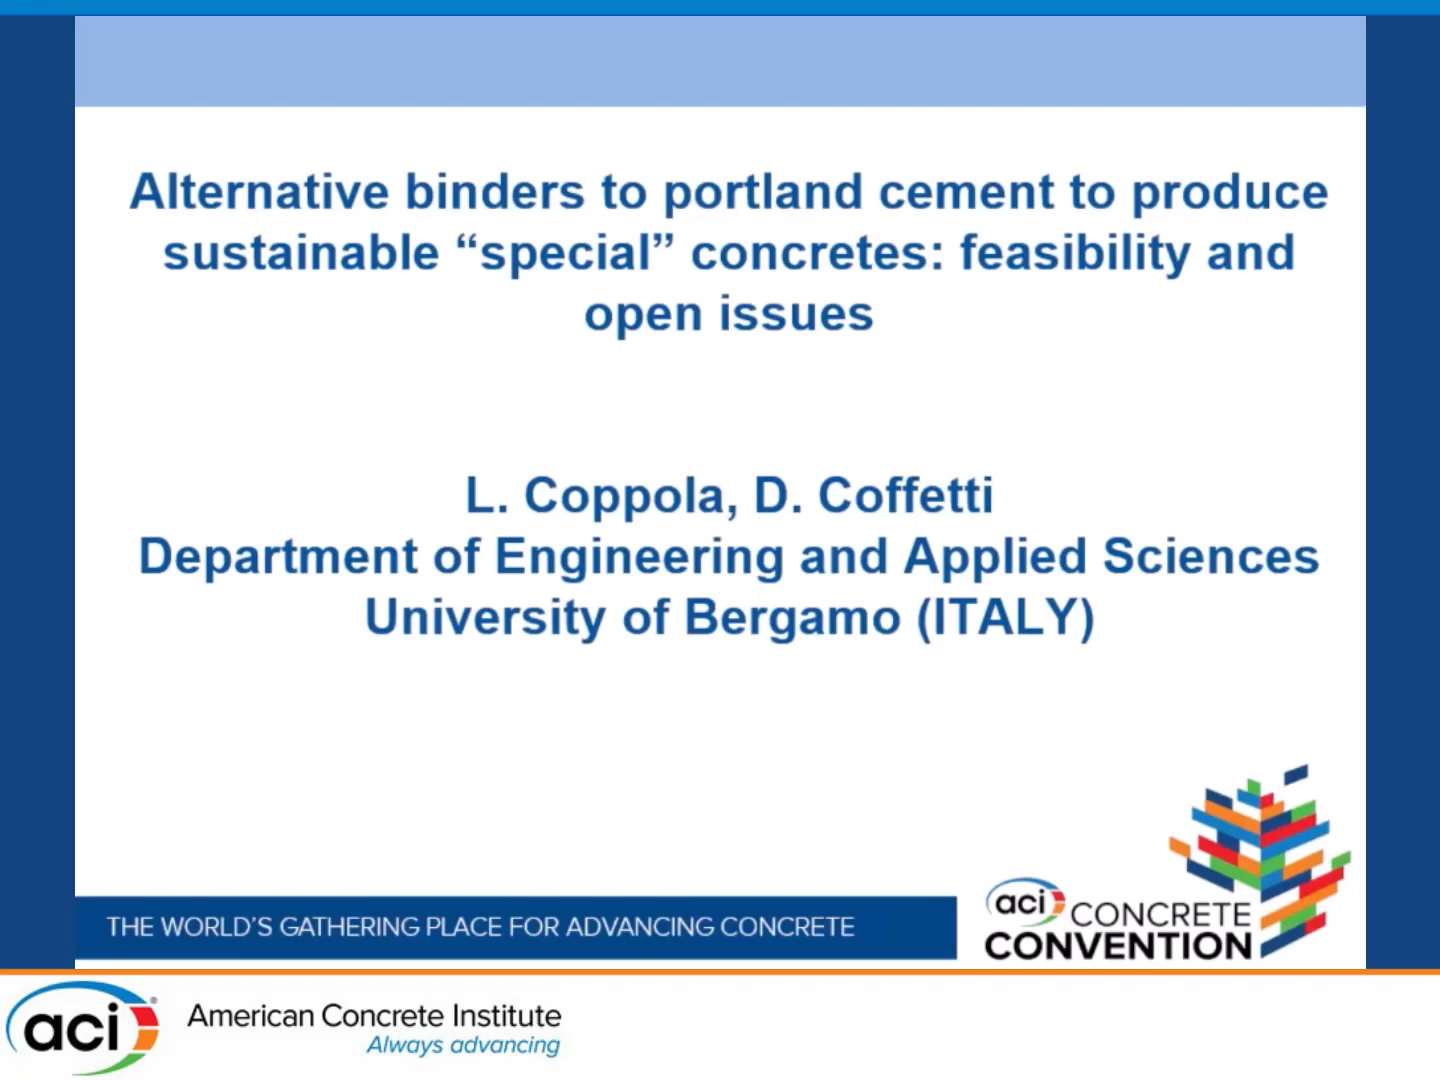 Alternative binders to portland cement to produce
sustainable “special” concretes: feasibility and
open issues
L. Coppola, D. Coffetti
Department of Engineering and Applied Sciences
University of Bergamo (ITALY)
THE WORLD’S GATHERING PLACE FOR ADVANCING CONCRETE
aci CONCRETE
CONVENTION
aci® American Concrete Institute
Always advancing